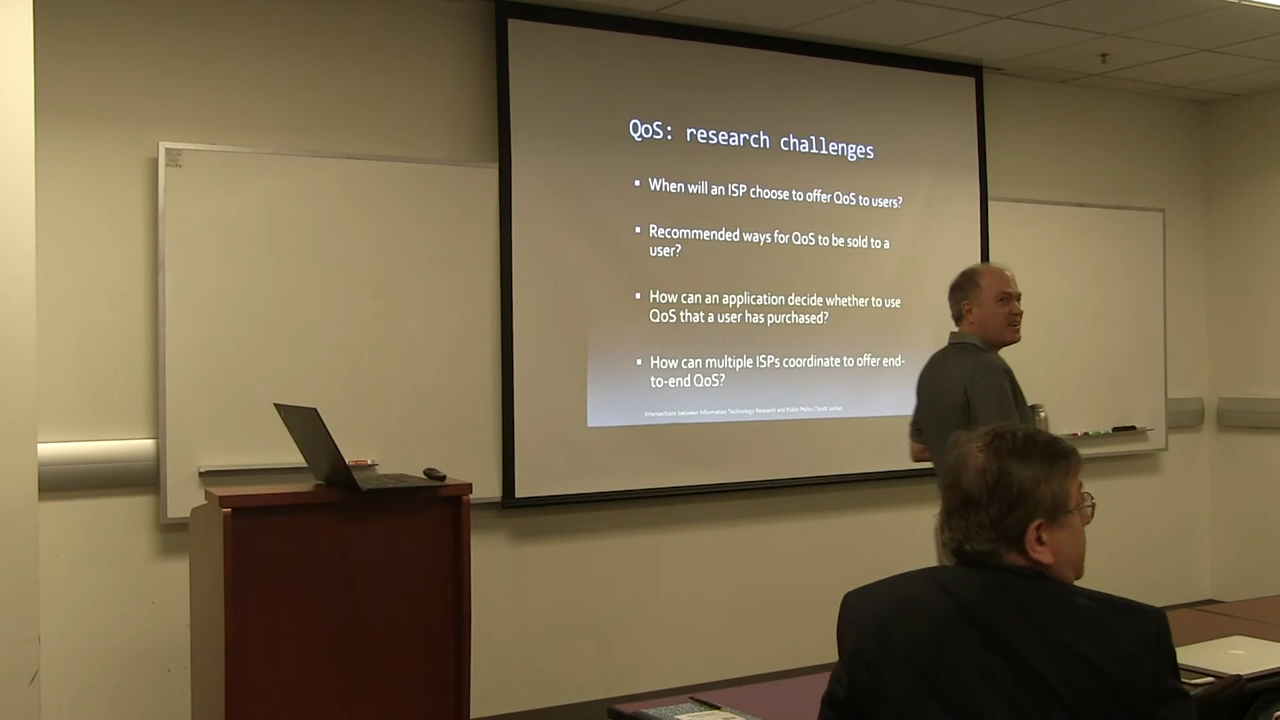 QoS: research challenges
▪ When will an ISP choose to offer QoS to users?
▪ Recommended ways for QoS to be sold to a
user?
▪ How can an application decide whether to use
QoS that a user has purchased?
▪ How can multiple ISPs coordinate to offer end-
to-end QoS?
Intersections between Information Technology Research and Public Policy / Scott Jordan